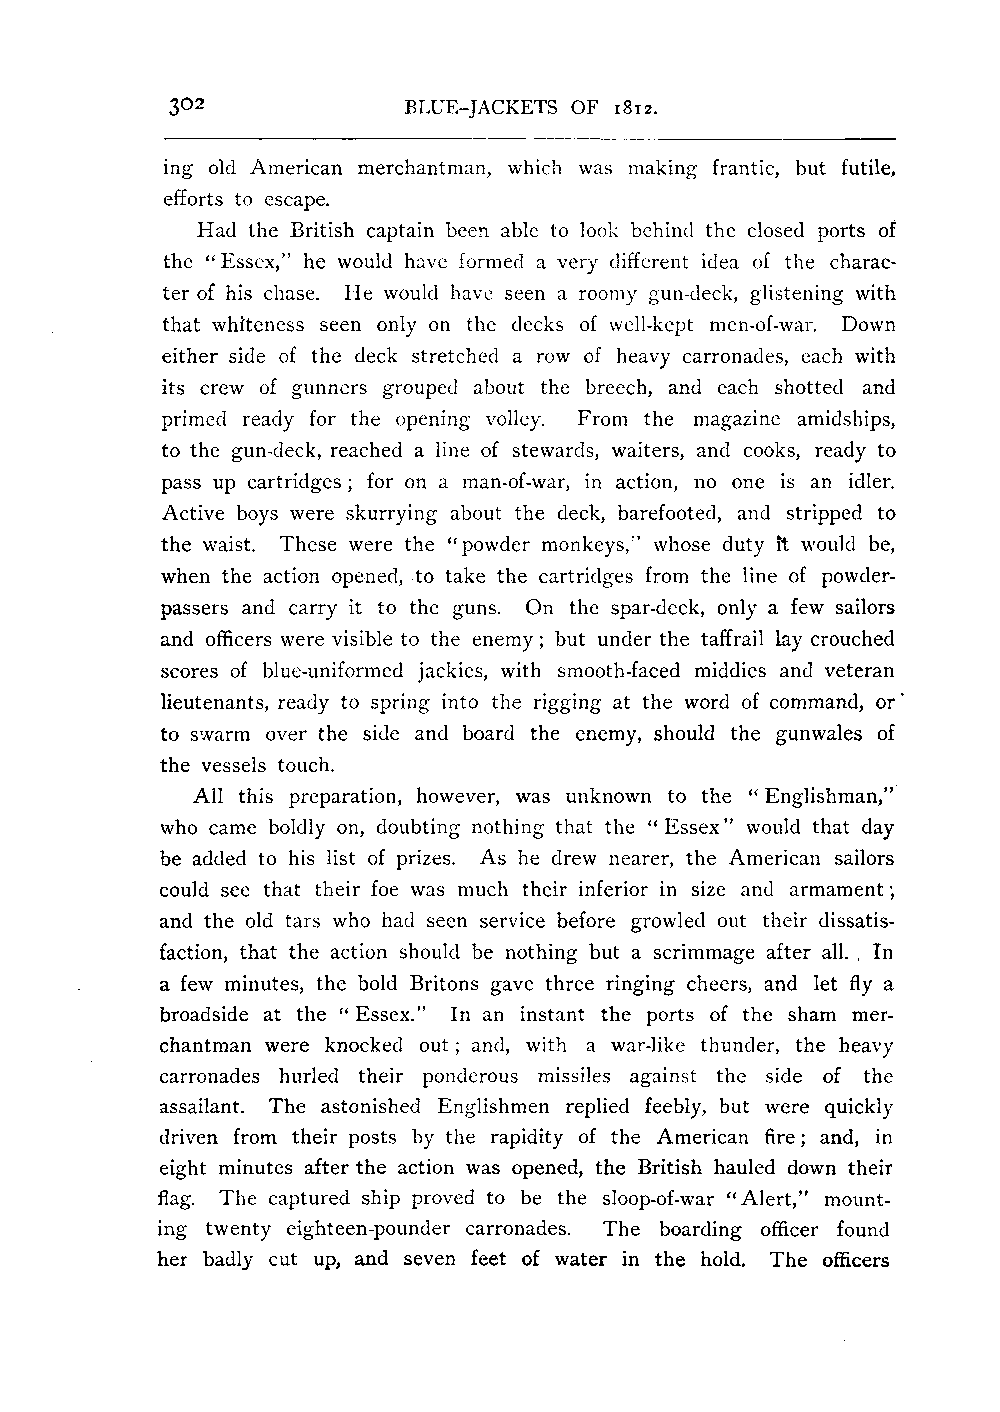 302 BLUE-JACKETS OF 1812.
ing old American merchantman, which was making frantic, but futile,
efforts to escape.
Had the British captain been able to look behind the closed ports of
the “Essex,” he would have formed a very different idea of the charac-
ter of his chase. He would have seen a roomy gun-deck, glistening with
that whiteness seen only on the decks of well-kept men-of-war. Down
either side of the deck stretched a row of heavy carronades, each with
its crew of gunners grouped about the breech, and each shotted and
primed ready for the opening volley. From the magazine amidships,
to the gun-deck, reached a line of stewards, waiters, and cooks, ready to
pass up cartridges; for on a man-of-war, in action, no one is an idler.
Active boys were skurrying about the deck, barefooted, and stripped to
the waist. These were the “powder monkeys,” whose duty it would be,
when the action opened, to take the cartridges from the line of powder-
passers and carry it to the guns. On the spar-deck, only a few sailors
and officers were visible to the enemy; but under the taffrail lay crouched
scores of blue-uniformed jackies, with smooth-faced middies and veteran
lieutenants, ready to spring into the rigging at the word of command, or
to swarm over the side and board the enemy, should the gunwales of
the vessels touch.
All this preparation, however, was unknown to the “Englishman,”
who came boldly on, doubting nothing that the “Essex” would that day
be added to his list of prizes. As he drew nearer, the American sailors
could see that their foe was much their inferior in size and armament;
and the old tars who had seen service before growled out their dissatis-
faction, that the action should be nothing but a scrimmage after all. In
a few minutes, the bold Britons gave three ringing cheers, and let fly a
broadside at the “Essex.” In an instant the ports of the sham mer-
chantman were knocked out; and, with a war-like thunder, the heavy
carronades hurled their ponderous missiles against the side of the
assailant. The astonished Englishmen replied feebly, but were quickly
driven from their posts by the rapidity of the American fire; and, in
eight minutes after the action was opened, the British hauled down their
flag. The captured ship proved to be the sloop-of-war “Alert,” mount-
ing twenty eighteen-pounder carronades. The boarding officer found
her badly cut up, and seven feet of water in the hold. The officers